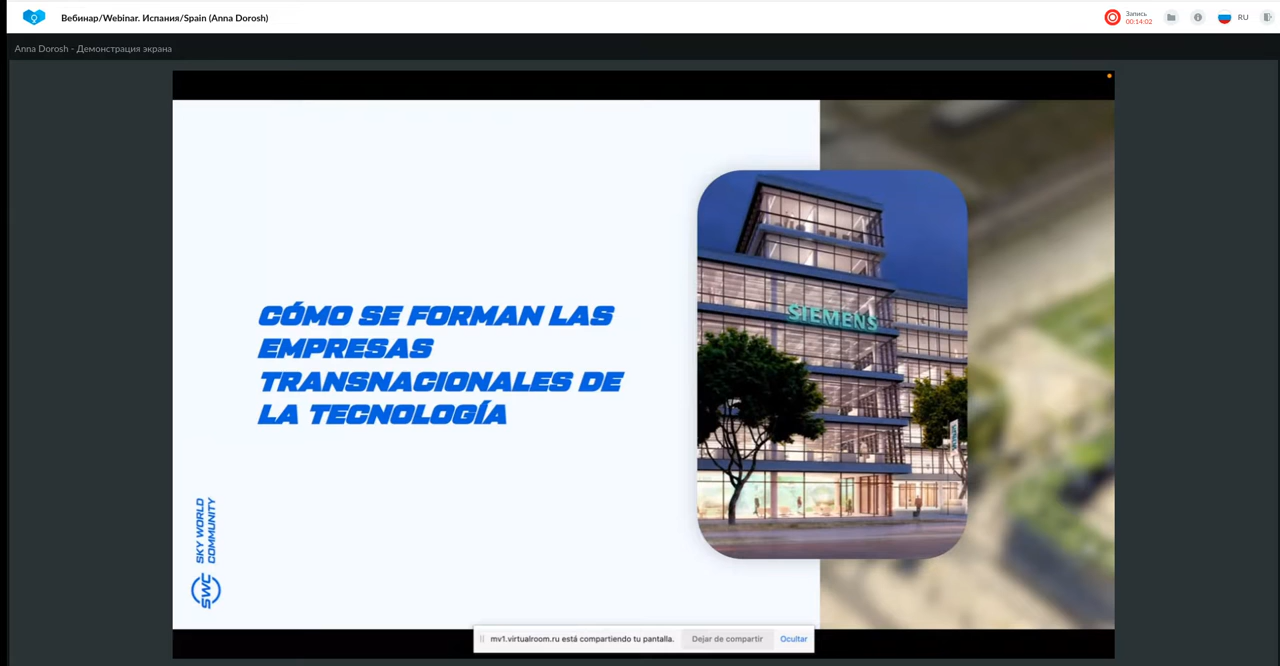 Вебинар/Webinar. Испания/Spain (Anna Dorosh)
Запись
00:14:02
RU
Anna Dorosh - Демонстрация экрана
CÓMO SE FORMAN LAS
EMPRESAS
TRANSNACIONALES DE
LA TECNOLOGÍA
SIEMENS
SIEMENS
SKY WORLD
COMMUNITY
SWC
mv1.virtualroom.ru está compartiendo tu pantalla.
Dejar de compartir
Ocultar